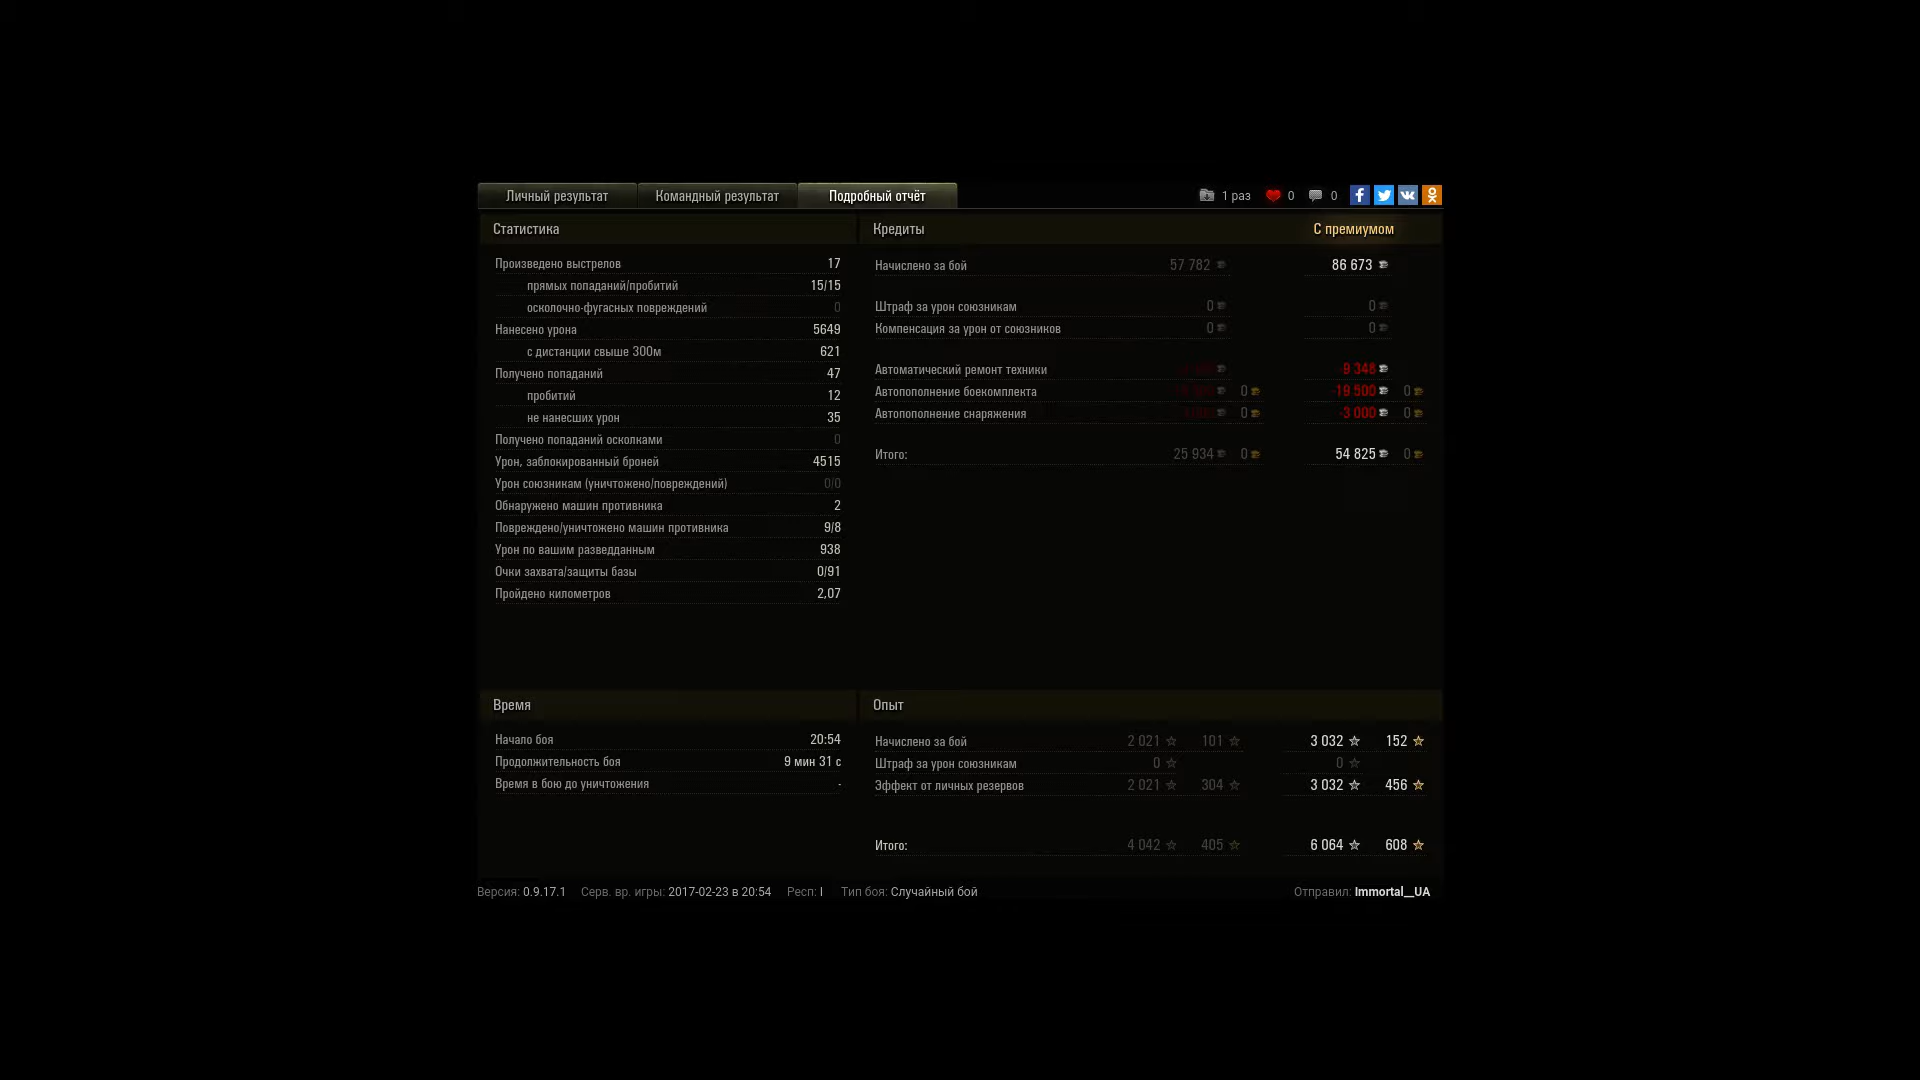 Личный результат Командный результат Подробный отчёт 1 раз 0 0
Статистика
Произведено выстрелов 17
прямых попаданий/пробитий 15/15
осколочно-фугасных повреждений 0
Нанесено урона 5649
с дистанции свыше 300м 621
Получено попаданий 47
пробитий 12
не нанесших урон 35
Получено попаданий осколками 0
Урон, заблокированный броней 4515
Урон союзникам (уничтожено/повреждений) 0/0
Обнаружено машин противника 2
Повреждено/уничтожено машин противника 9/8
Урон по вашим разведданным 938
Очки захвата/защиты базы 0/91
Пройдено километров 2,07
Кредиты С премиумом
Начислено за бой 57 782 86 673
Штраф за урон союзникам 0 0
Компенсация за урон от союзников 0 0
Автоматический ремонт техники -9 348
Автопополнение боекомплекта 0 -19 500 0
Автопополнение снаряжения 0 -3 000 0
Итого: 25 934 0 54 825 0
Время
Начало боя 20:54
Продолжительность боя 9 мин 31 с
Время в бою до уничтожения -
Опыт
Начислено за бой 2 021 101 3 032 152
Штраф за урон союзникам 0 0
Эффект от личных резервов 2 021 304 3 032 456
Итого: 4 042 405 6 064 608
Версия: 0.9.17.1 Серв. вр. игры: 2017-02-23 в 20:54 Респ: I Тип боя: Случайный бой Отправил: Immortal__UA